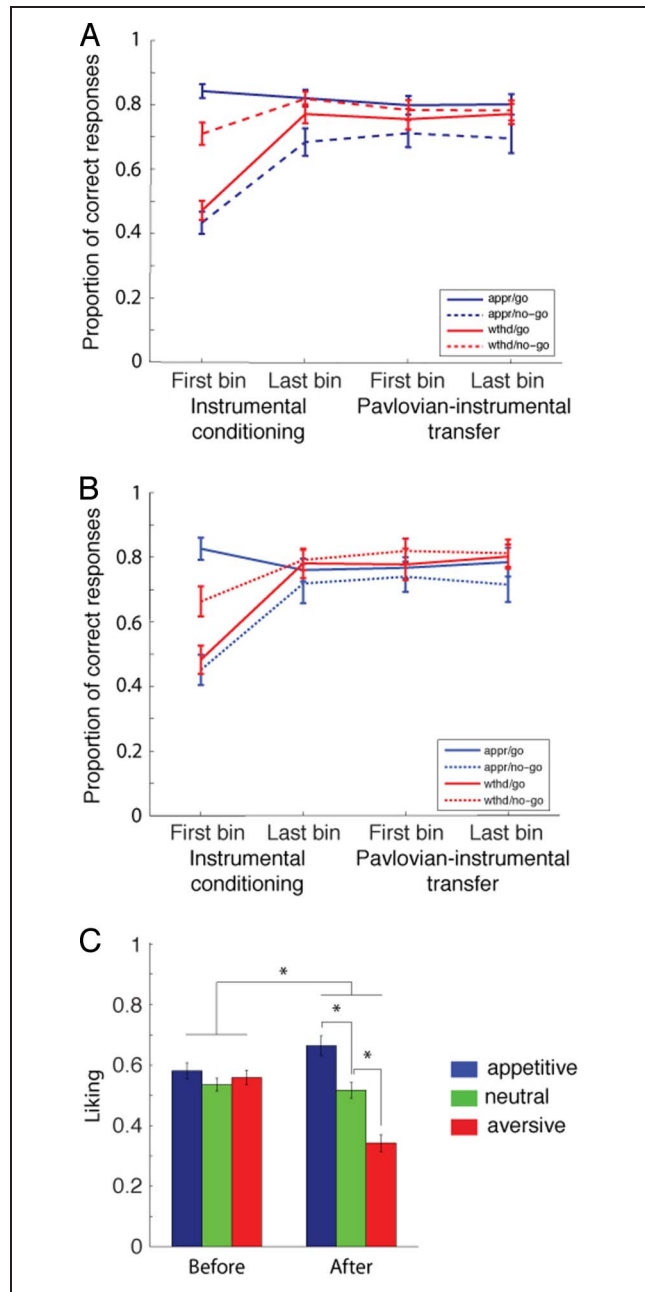 A
1
0.8
0.6
0.4
0.2
0
Proportion of correct responses
appr/go
appr/no-go
wthd/go
wthd/no-go
First bin Last bin First bin Last bin
Instrumental conditioning
Pavlovian-instrumental transfer
B
1
0.8
0.6
0.4
0.2
0
Proportion of correct responses
appr/go
appr/no-go
wthd/go
wthd/no-go
First bin Last bin First bin Last bin
Instrumental conditioning
Pavlovian-instrumental transfer
C
1
0.8
0.6
0.4
0.2
0
Liking
*
*
*
appetitive
neutral
aversive
Before After